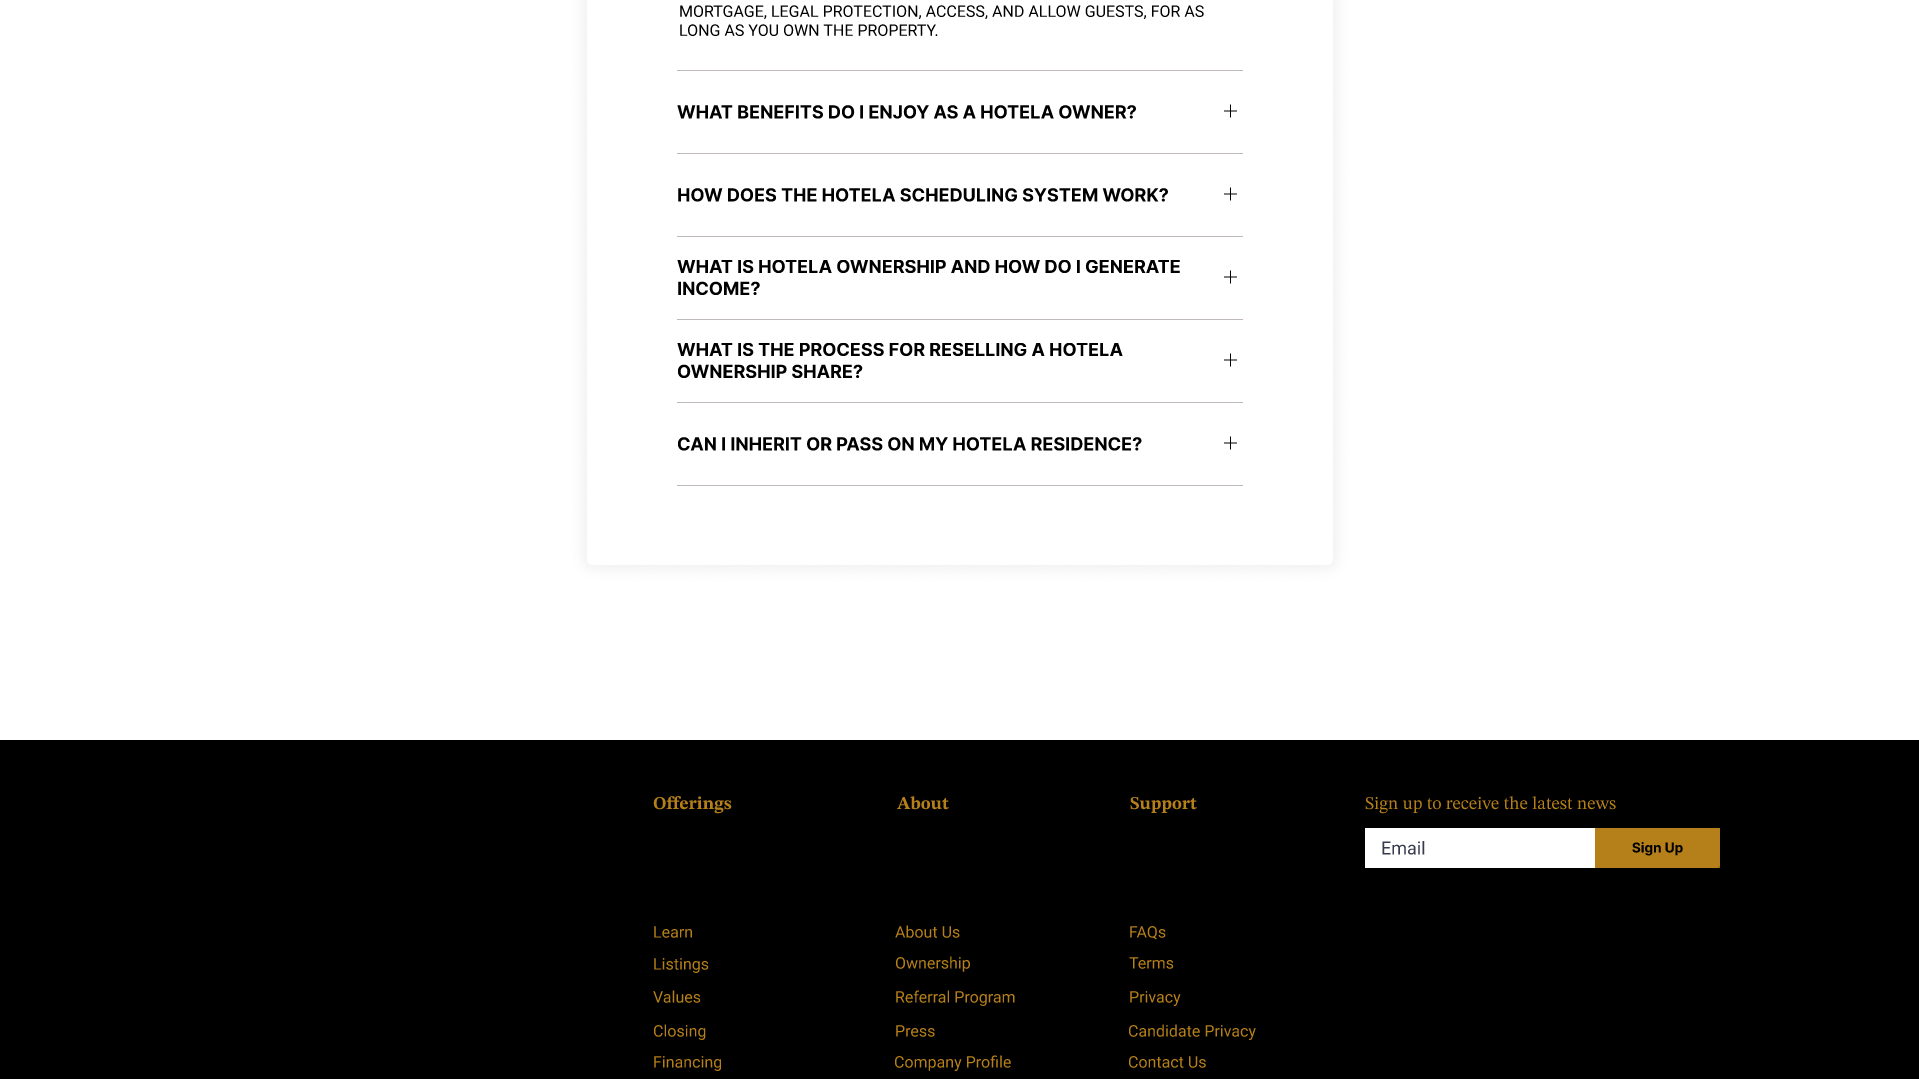 MORTGAGE, LEGAL PROTECTION, ACCESS, AND ALLOW GUESTS, FOR AS
LONG AS YOU OWN THE PROPERTY.
WHAT BENEFITS DO I ENJOY AS A HOTELA OWNER?
HOW DOES THE HOTELA SCHEDULING SYSTEM WORK?
WHAT IS HOTELA OWNERSHIP AND HOW DO I GENERATE
INCOME?
WHAT IS THE PROCESS FOR RESELLING A HOTELA
OWNERSHIP SHARE?
CAN I INHERIT OR PASS ON MY HOTELA RESIDENCE?
Offerings
Learn
Listings
Values
Closing
Financing
About
About Us
Ownership
Referral Program
Press
Company Profile
Support
FAQs
Terms
Privacy
Candidate Privacy
Contact Us
Sign up to receive the latest news
Email
Sign Up